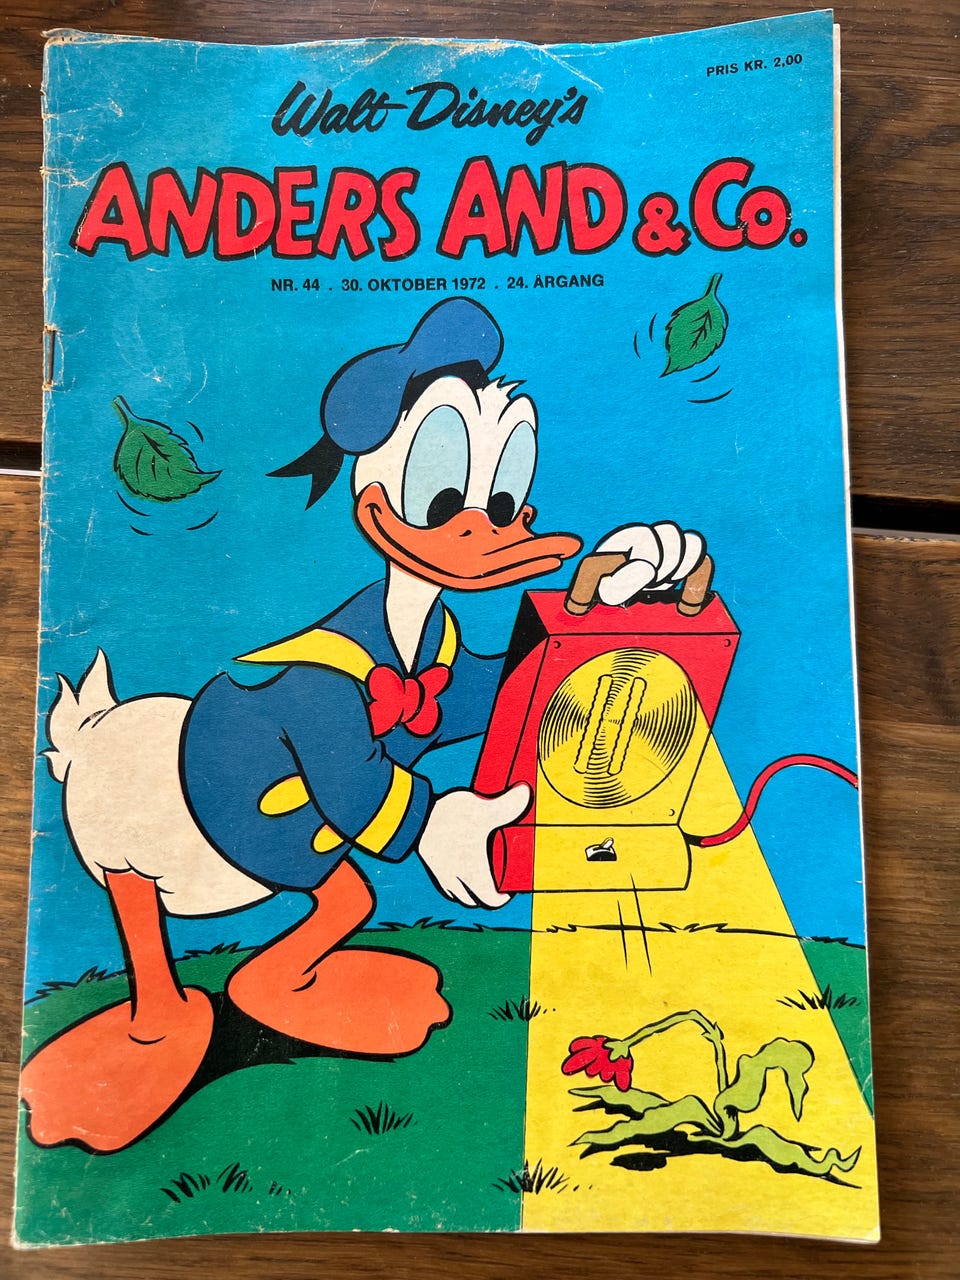 PRIS KR. 2,00
Walt Disney's
ANDERS AND & Co.
NR. 44 . 30. OKTOBER 1972 . 24. ÅRGANG